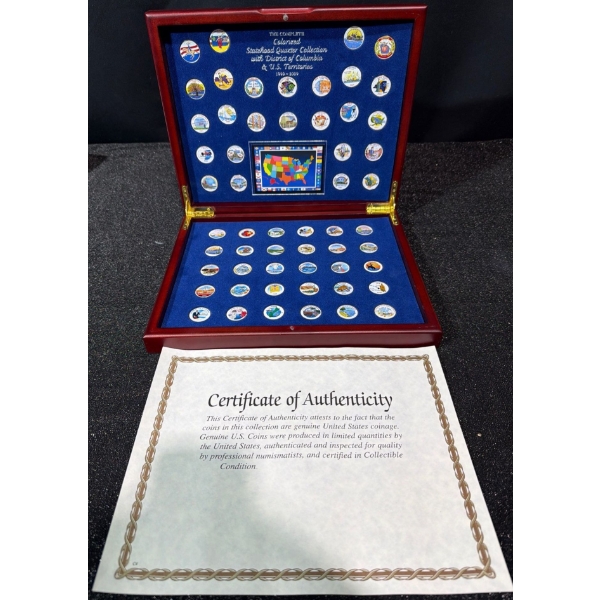 THE COMPLETE
Colorized
Statehood Quarter Collection
with District of Columbia
& U.S. Territories
1999-2009
Certificate of Authenticity
This Certificate of Authenticity attests to the fact that the
coins in this collection are genuine United States coinage.
Genuine U.S. Coins were produced in limited quantities by
the United States, authenticated and inspected for quality
by professional numismatists, and certified in Collectible
Condition.